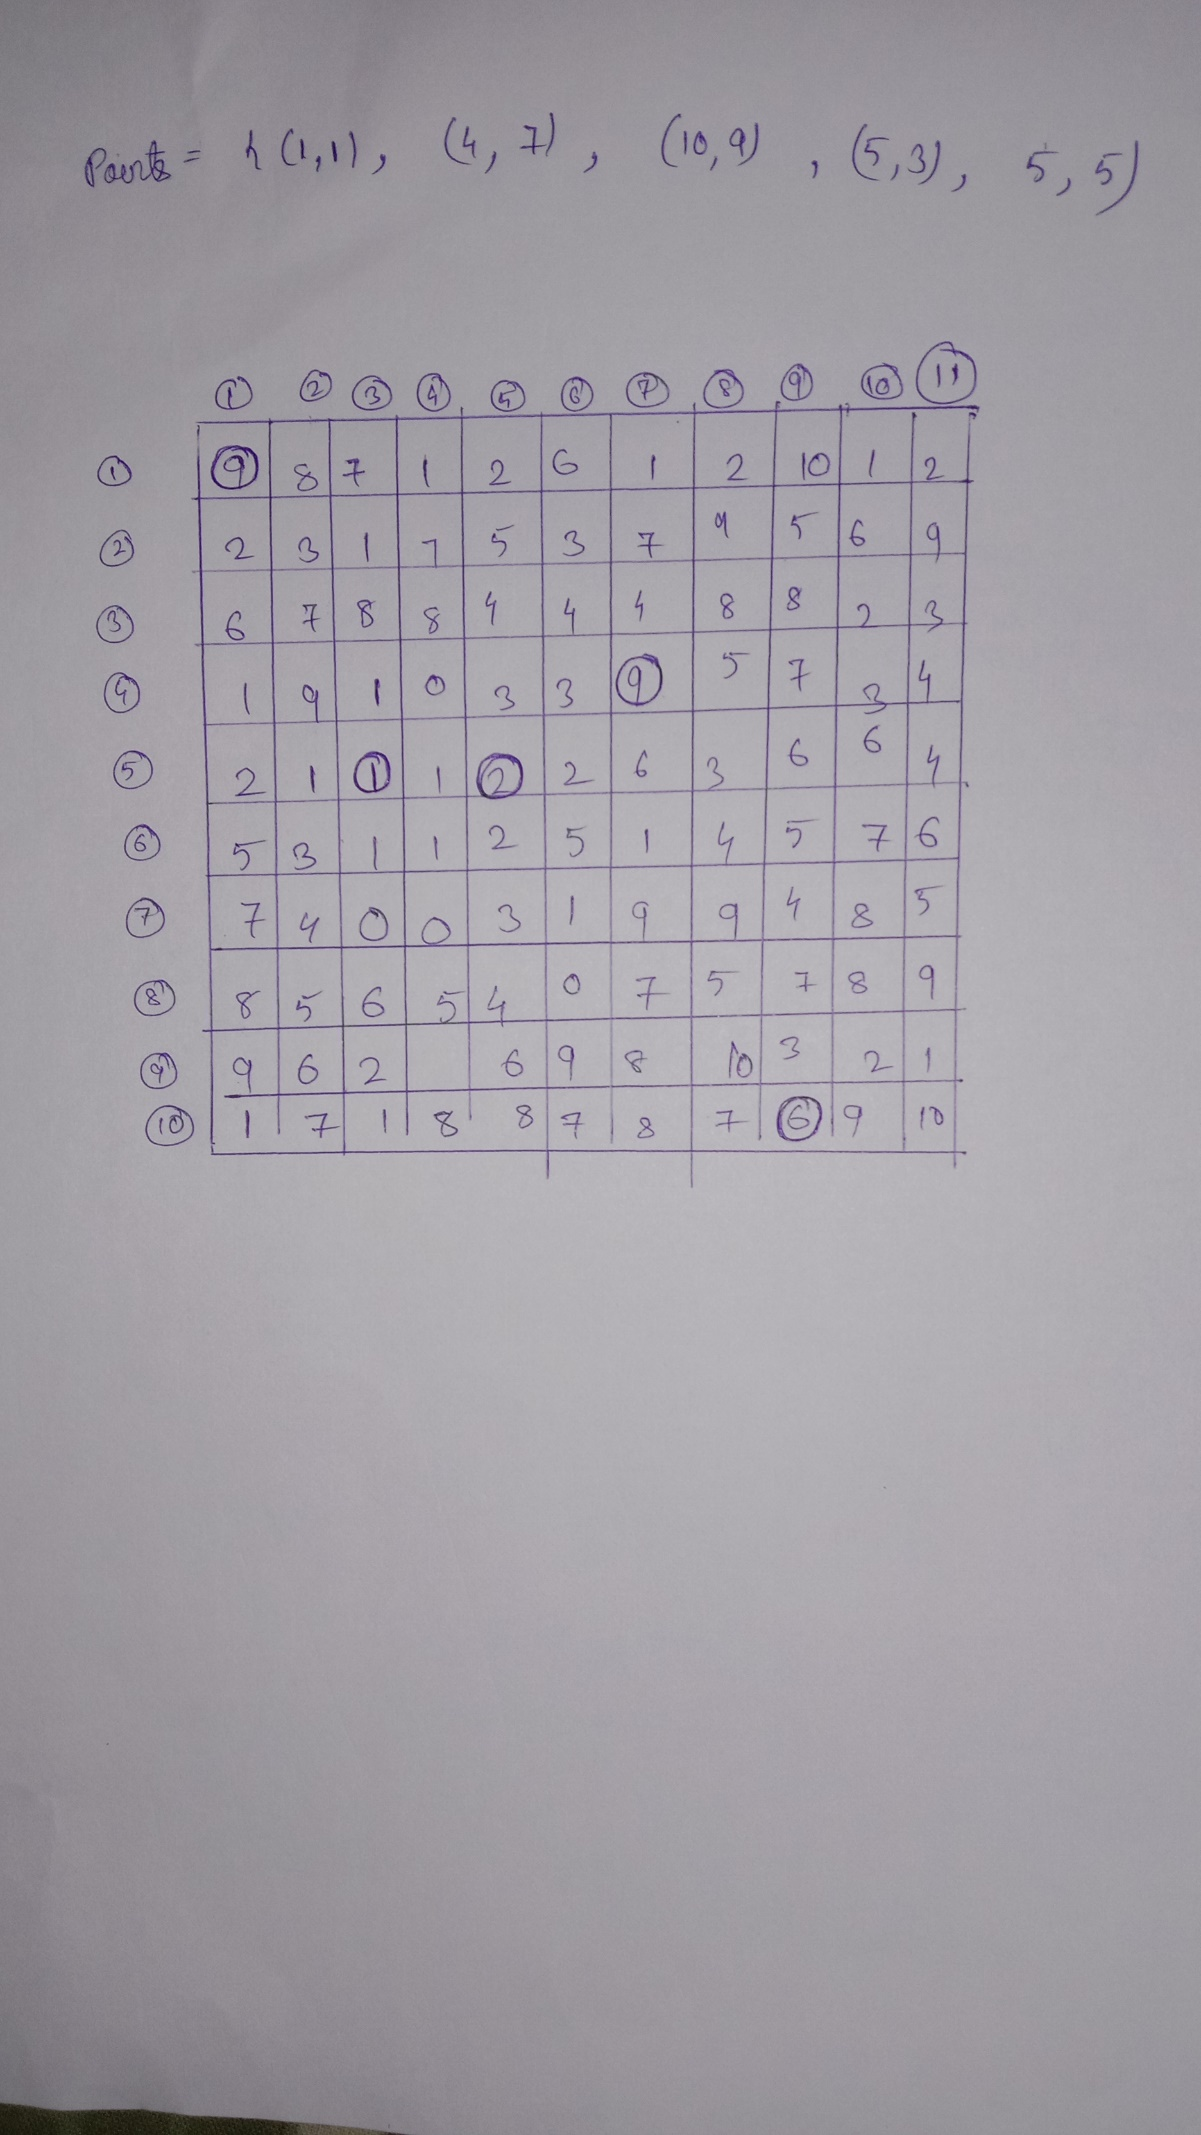 Points = { (1,1), (4,7), (10,9), (5,3), 5,5)
1 2 3 4 5 6 7 8 9 10 11
1 9 8 7 1 2 6 1 2 10 1 2
2 2 3 1 7 5 3 7 9 5 6 9
3 6 7 8 8 4 4 4 8 8 2 3
4 1 9 1 0 3 3 9 5 7 3 4
5 2 1 1 1 2 2 6 3 6 6 4
6 5 3 1 1 2 5 1 4 5 7 6
7 7 4 0 0 3 1 9 9 4 8 5
8 8 5 6 5 4 0 7 5 7 8 9
9 9 6 2 6 9 8 10 3 2 1
10 1 7 1 8 8 7 8 7 6 9 10